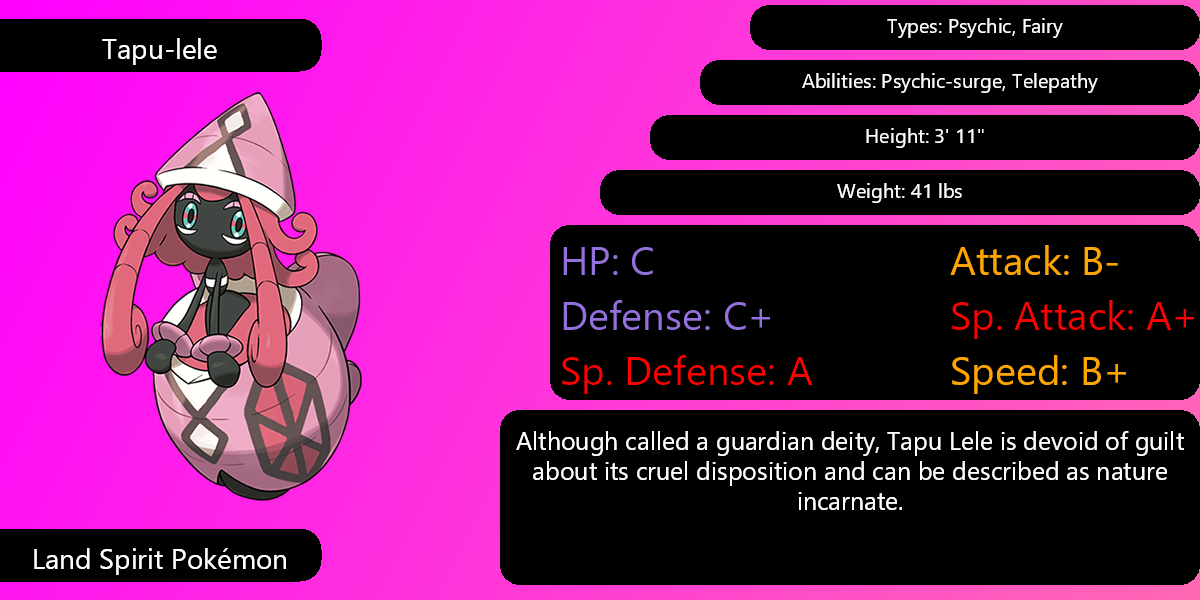 Tapu-lele
Types: Psychic, Fairy
Abilities: Psychic-surge, Telepathy
Height: 3' 11"
Weight: 41 lbs
HP: C
Attack: B-
Defense: C+
Sp. Attack: A+
Sp. Defense: A
Speed: B+
Although called a guardian deity, Tapu Lele is devoid of guilt
about its cruel disposition and can be described as nature
incarnate.
Land Spirit Pokémon